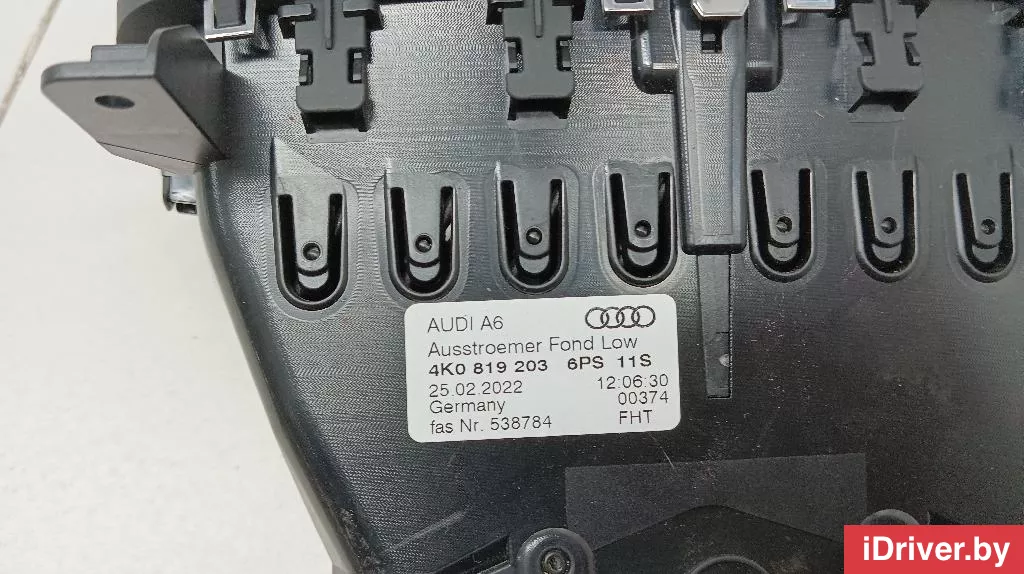 AUDI A6
Ausstroemer Fond Low
4K0 819 203 6PS 11S
25.02.2022 12:06:30
Germany 00374
fas Nr. 538784 FHT
iDriver.by